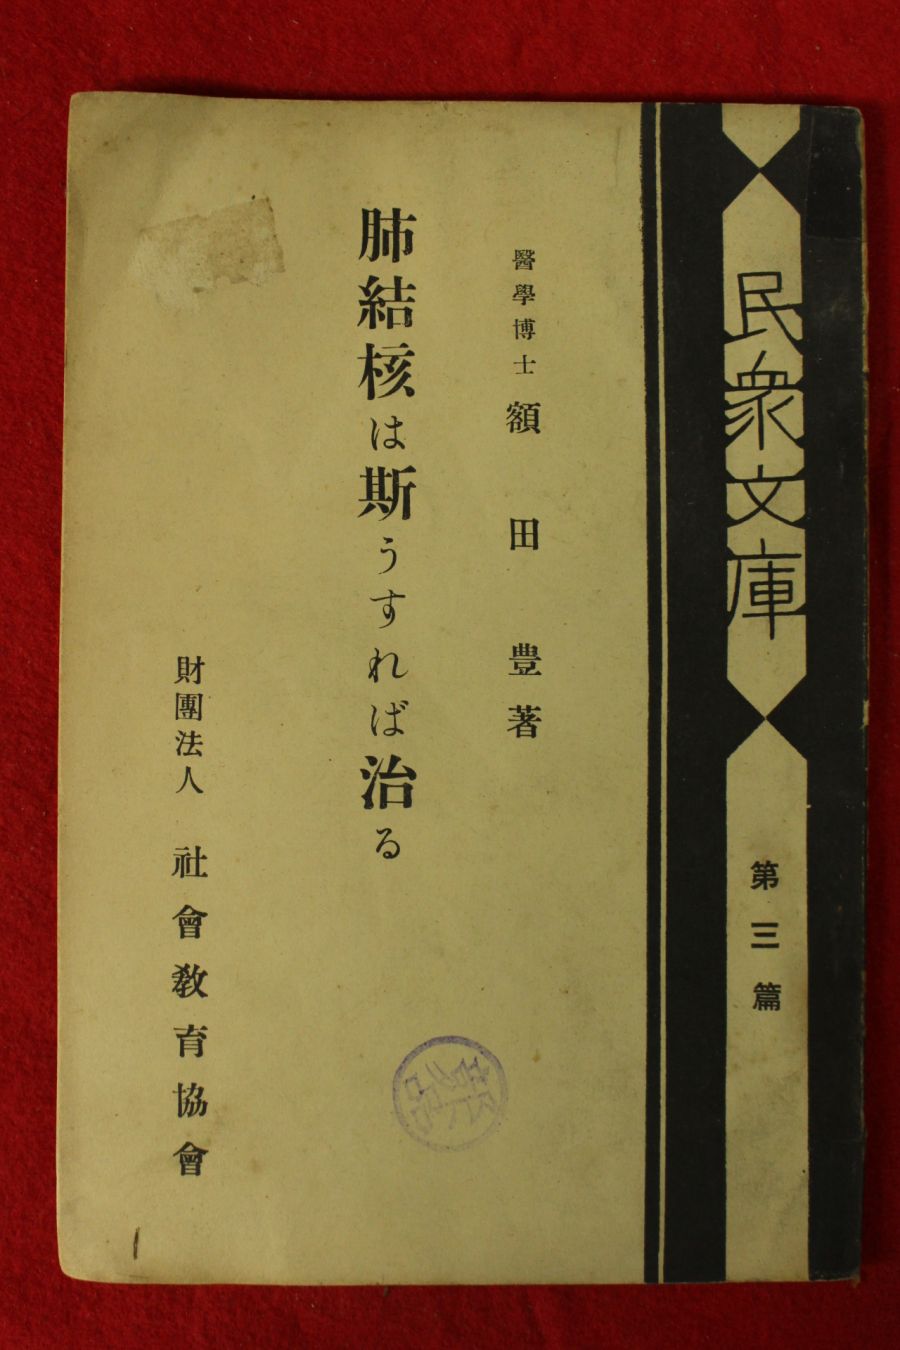 民衆文庫
第三篇
醫學博士 額田豊著
肺結核は斯うすれば治る
財團法人 社會教育協會